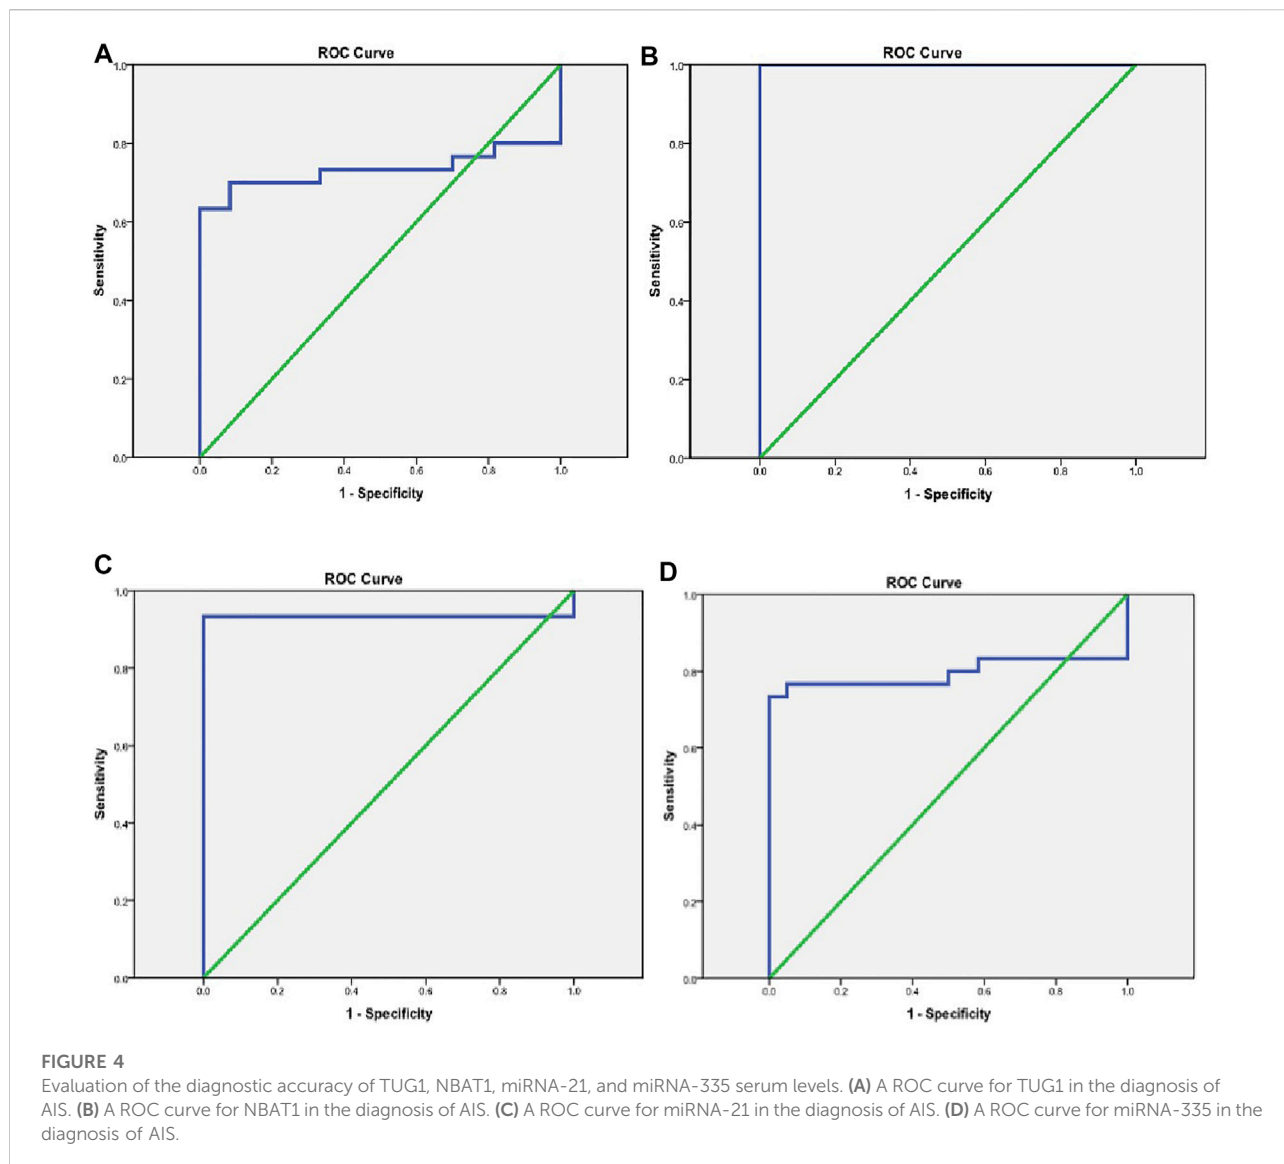 A
ROC Curve
1.0
0.8
0.6
0.4
0.2
0.0
Sensitivity
0.0 0.2 0.4 0.6 0.8 1.0
1 - Specificity
B
ROC Curve
1.0
0.8
0.6
0.4
0.2
0.0
Sensitivity
0.0 0.2 0.4 0.6 0.8 1.0
1 - Specificity
C
ROC Curve
1.0
0.8
0.6
0.4
0.2
0.0
Sensitivity
0.0 0.2 0.4 0.6 0.8 1.0
1 - Specificity
D
ROC Curve
1.0
0.8
0.6
0.4
0.2
0.0
Sensitivity
0.0 0.2 0.4 0.6 0.8 1.0
1 - Specificity
FIGURE 4
Evaluation of the diagnostic accuracy of TUG1, NBAT1, miRNA-21, and miRNA-335 serum levels. (A) A ROC curve for TUG1 in the diagnosis of
AIS. (B) A ROC curve for NBAT1 in the diagnosis of AIS. (C) A ROC curve for miRNA-21 in the diagnosis of AIS. (D) A ROC curve for miRNA-335 in the
diagnosis of AIS.